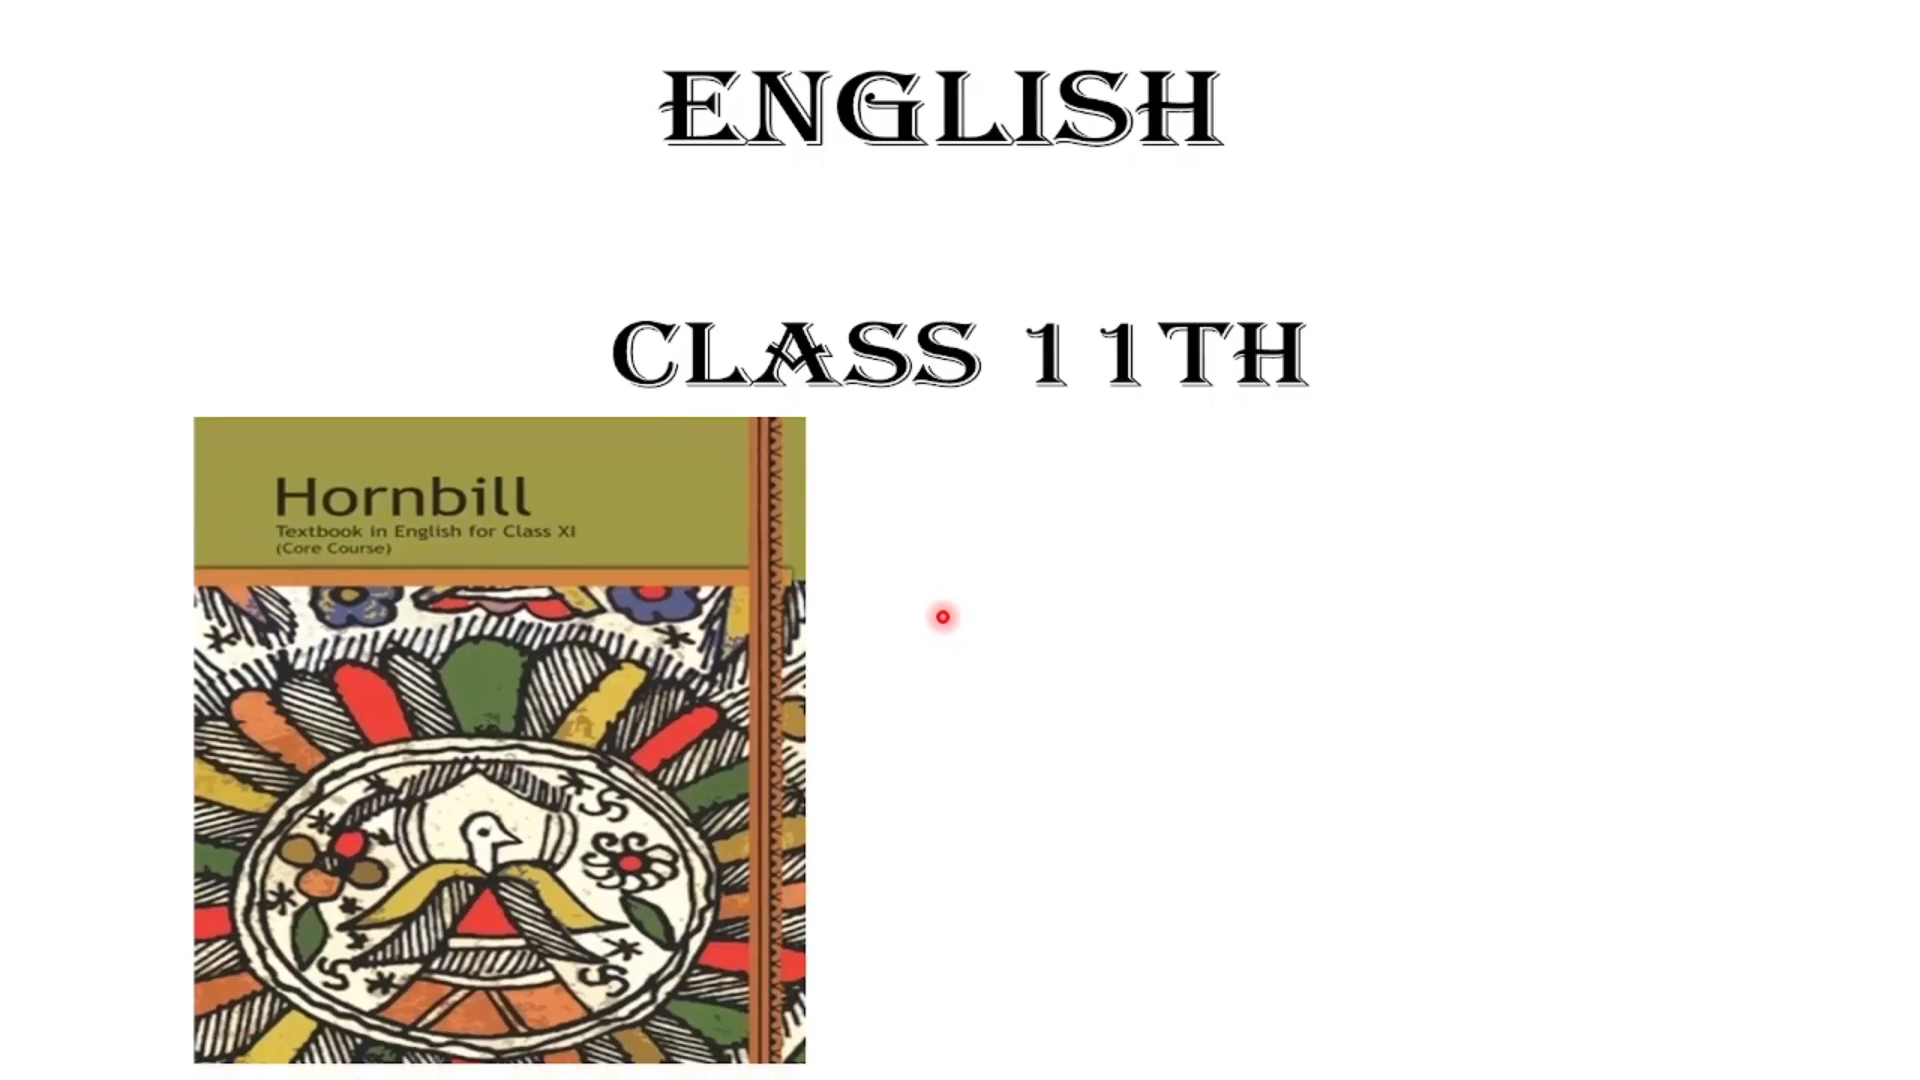 ENGLISH
CLASS 11TH
Hornbill
Textbook in English for Class XI
(Core Course)